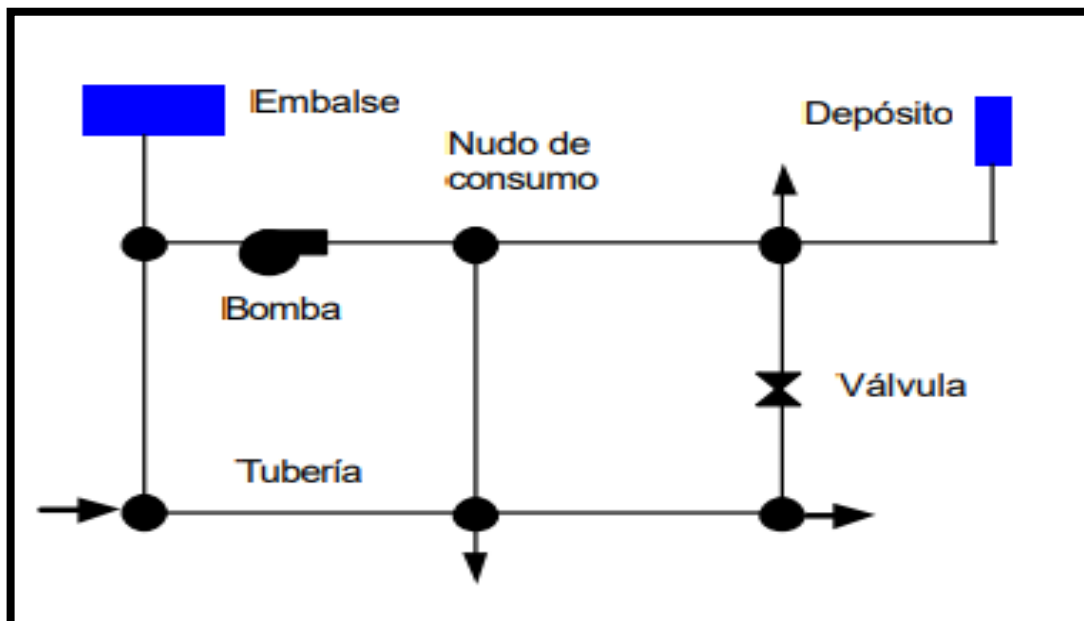 Embalse
Depósito
Nudo de
consumo
Bomba
Válvula
Tubería